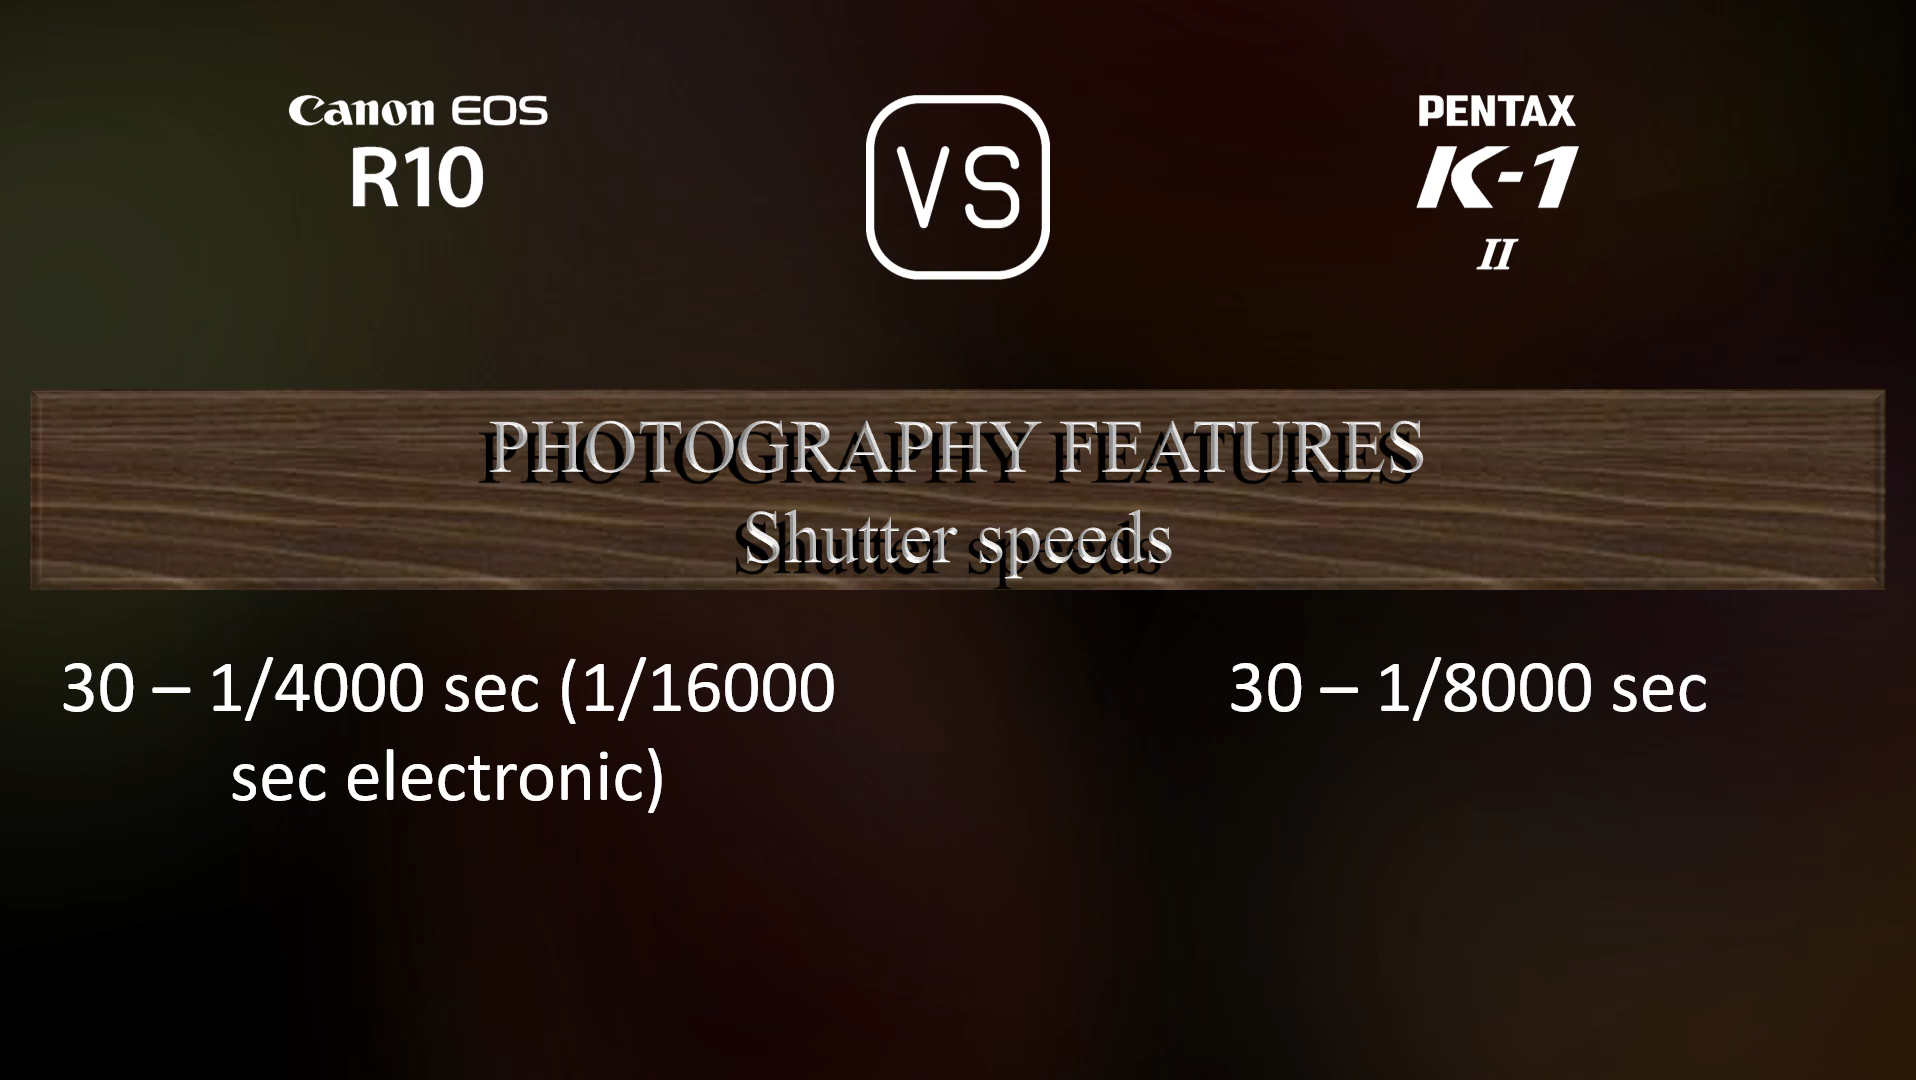 Canon EOS
R10
VS
PENTAX
K-1
II
PHOTOGRAPHY FEATURES
Shutter speeds
30 – 1/4000 sec (1/16000
sec electronic)
30 – 1/8000 sec